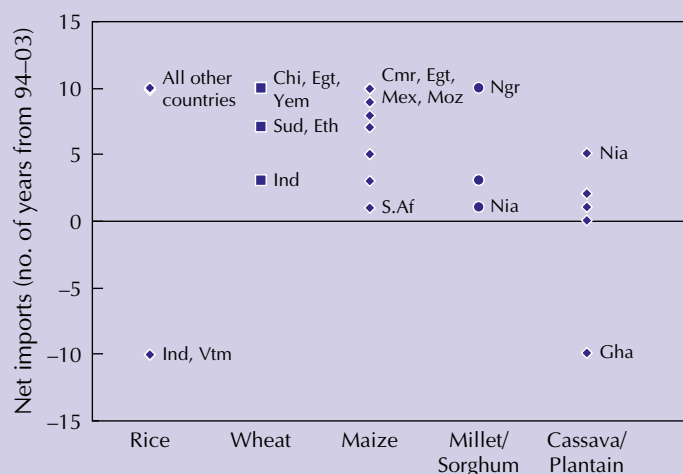 Net imports (no. of years from 94–03)
15
10
5
0
−5
−10
−15
All other
countries
Ind, Vtm
Chi, Egt,
Yem
Sud, Eth
Ind
Cmr, Egt,
Mex, Moz
S.Af
Ngr
Nia
Nia
Gha
Rice
Wheat
Maize
Millet/
Sorghum
Cassava/
Plantain